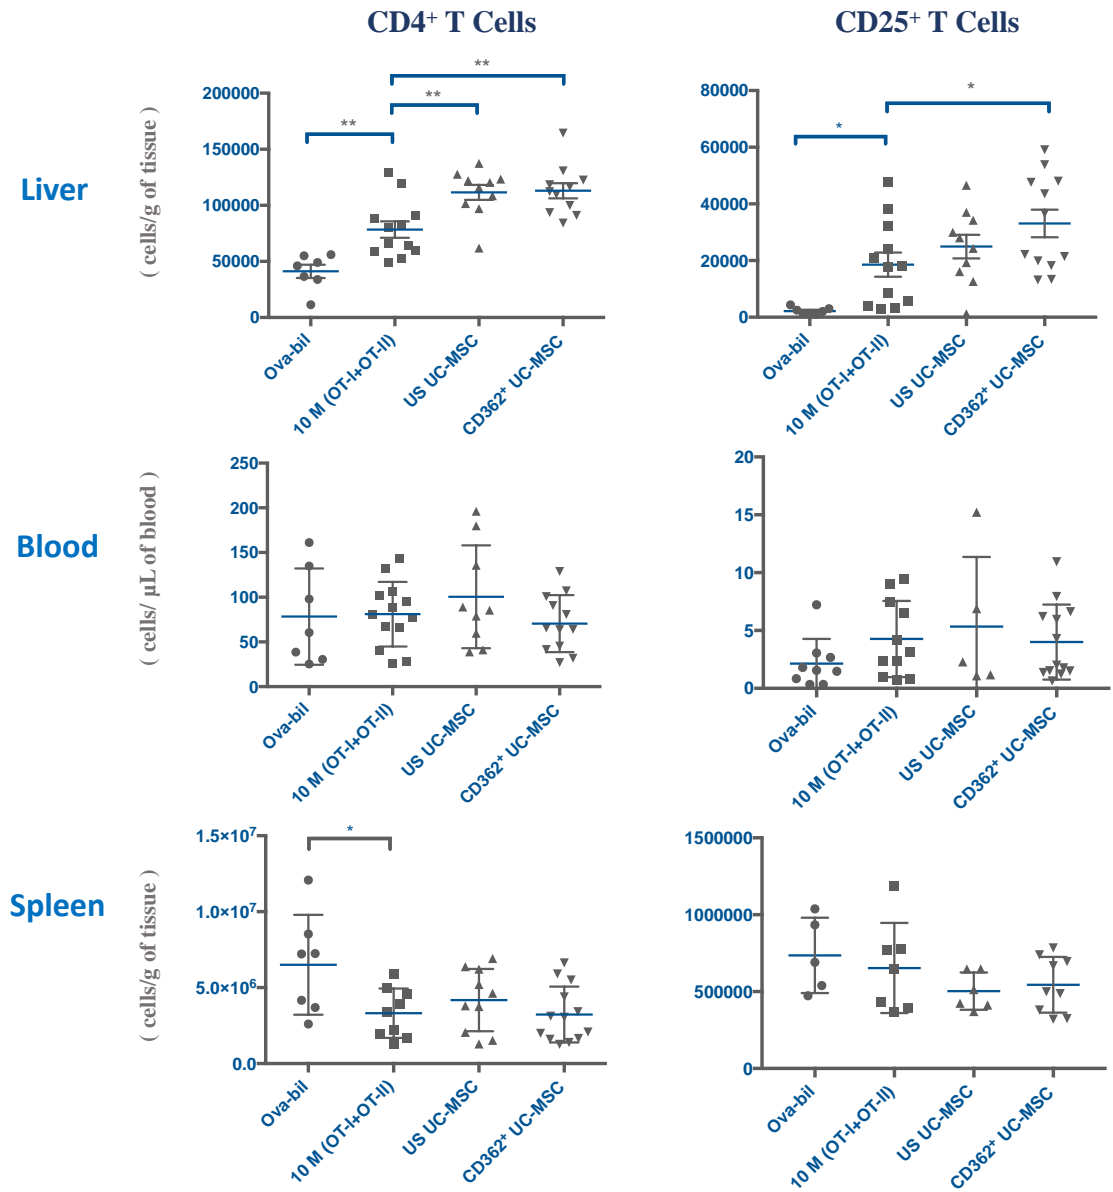 CD4⁺ T Cells
CD25⁺ T Cells
Liver
( cells/g of tissue )
200000
150000
100000
50000
0
**
**
**
Ova-bil
10 M (OT-I+OT-II)
US UC-MSC
CD362⁺ UC-MSC
80000
60000
40000
20000
0
*
*
Ova-bil
10 M (OT-I+OT-II)
US UC-MSC
CD362⁺ UC-MSC
Blood
( cells/ µL of blood )
250
200
150
100
50
0
Ova-bil
10 M (OT-I+OT-II)
US UC-MSC
CD362⁺ UC-MSC
20
15
10
5
0
Ova-bil
10 M (OT-I+OT-II)
US UC-MSC
CD362⁺ UC-MSC
Spleen
( cells/g of tissue )
1.5×10⁷
1.0×10⁷
5.0×10⁶
0.0
*
Ova-bil
10 M (OT-I+OT-II)
US UC-MSC
CD362⁺ UC-MSC
1500000
1000000
500000
0
Ova-bil
10 M (OT-I+OT-II)
US UC-MSC
CD362⁺ UC-MSC